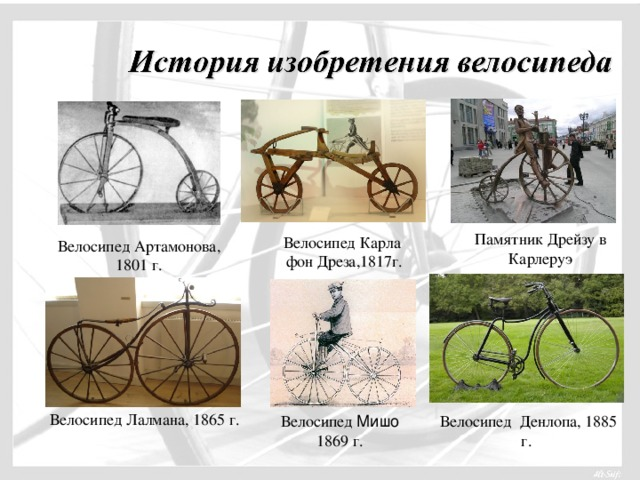 История изобретения велосипеда
Велосипед Артамонова,
1801 г.
Велосипед Карла
фон Дреза,1817г.
Памятник Дрейзу в
Карлеруэ
Велосипед Лалмана, 1865 г.
Велосипед Мишо
1869 г.
Велосипед Денлопа, 1885
г.